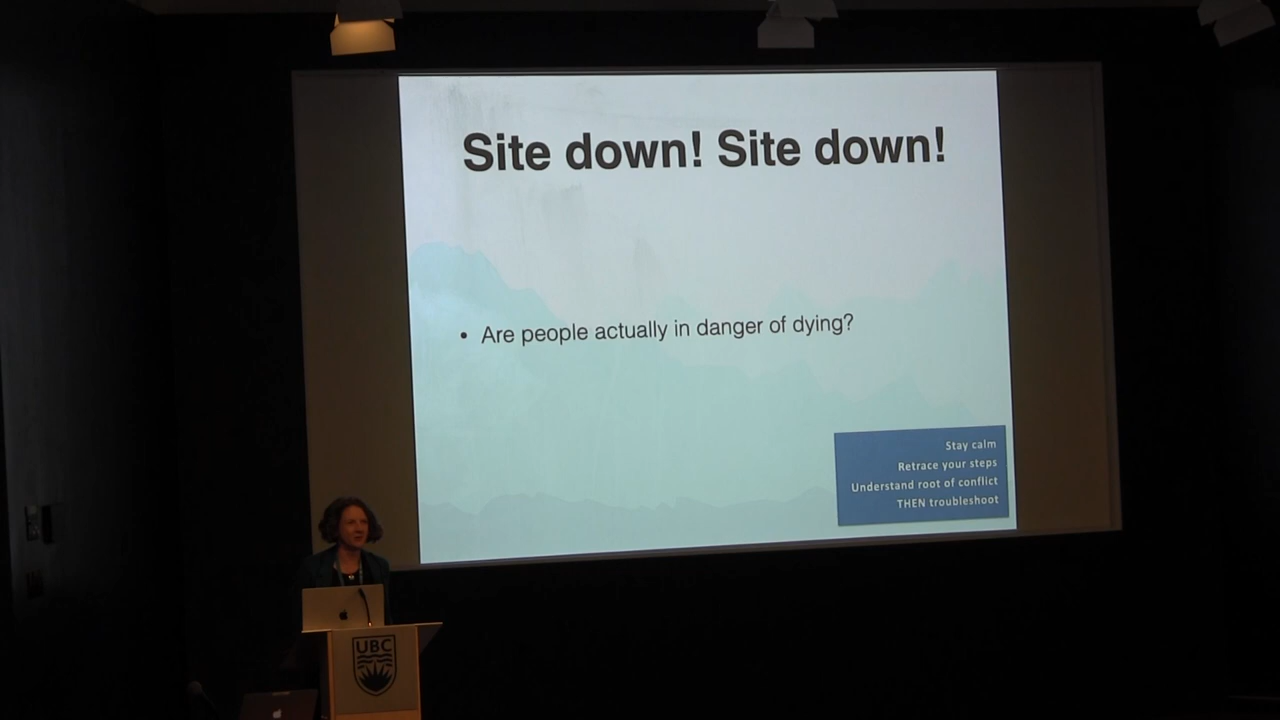 Site down! Site down!
• Are people actually in danger of dying?
Stay calm
Retrace your steps
Understand root of conflict
THEN troubleshoot
UBC